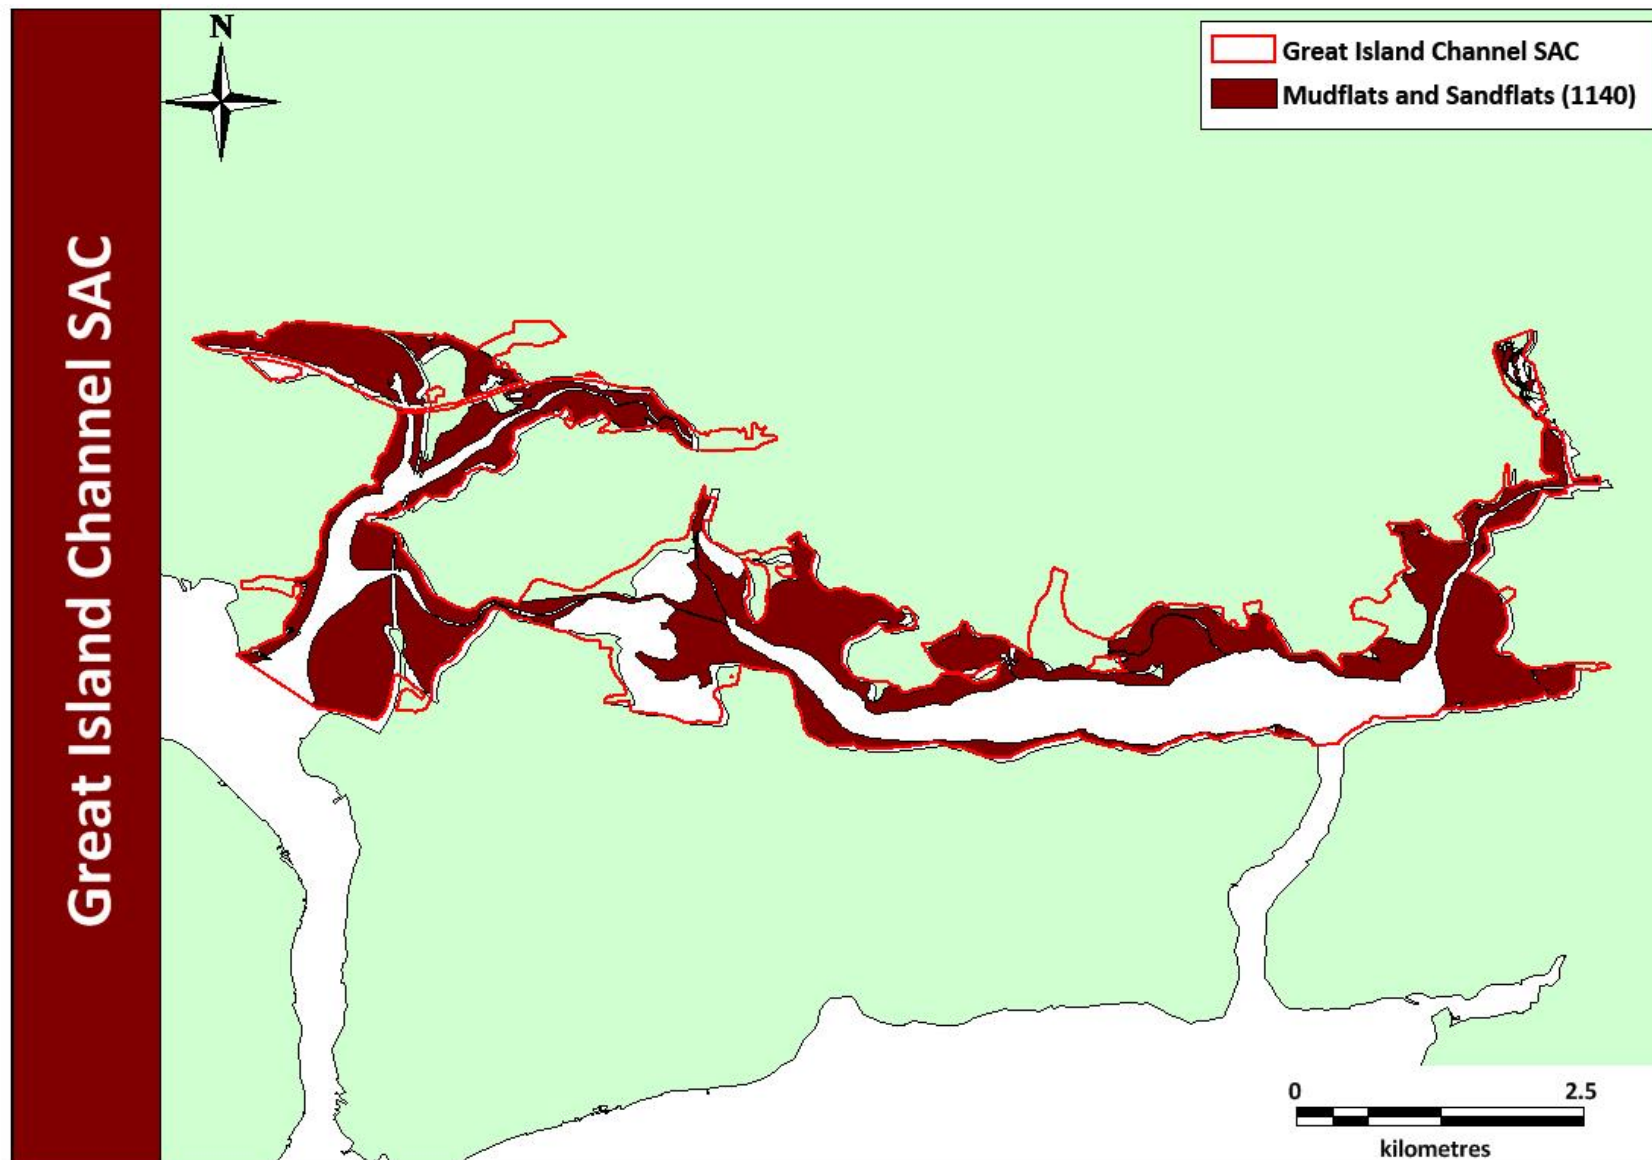 Great Island Channel SAC
N
Great Island Channel SAC
Mudflats and Sandflats (1140)
0 2.5
kilometres